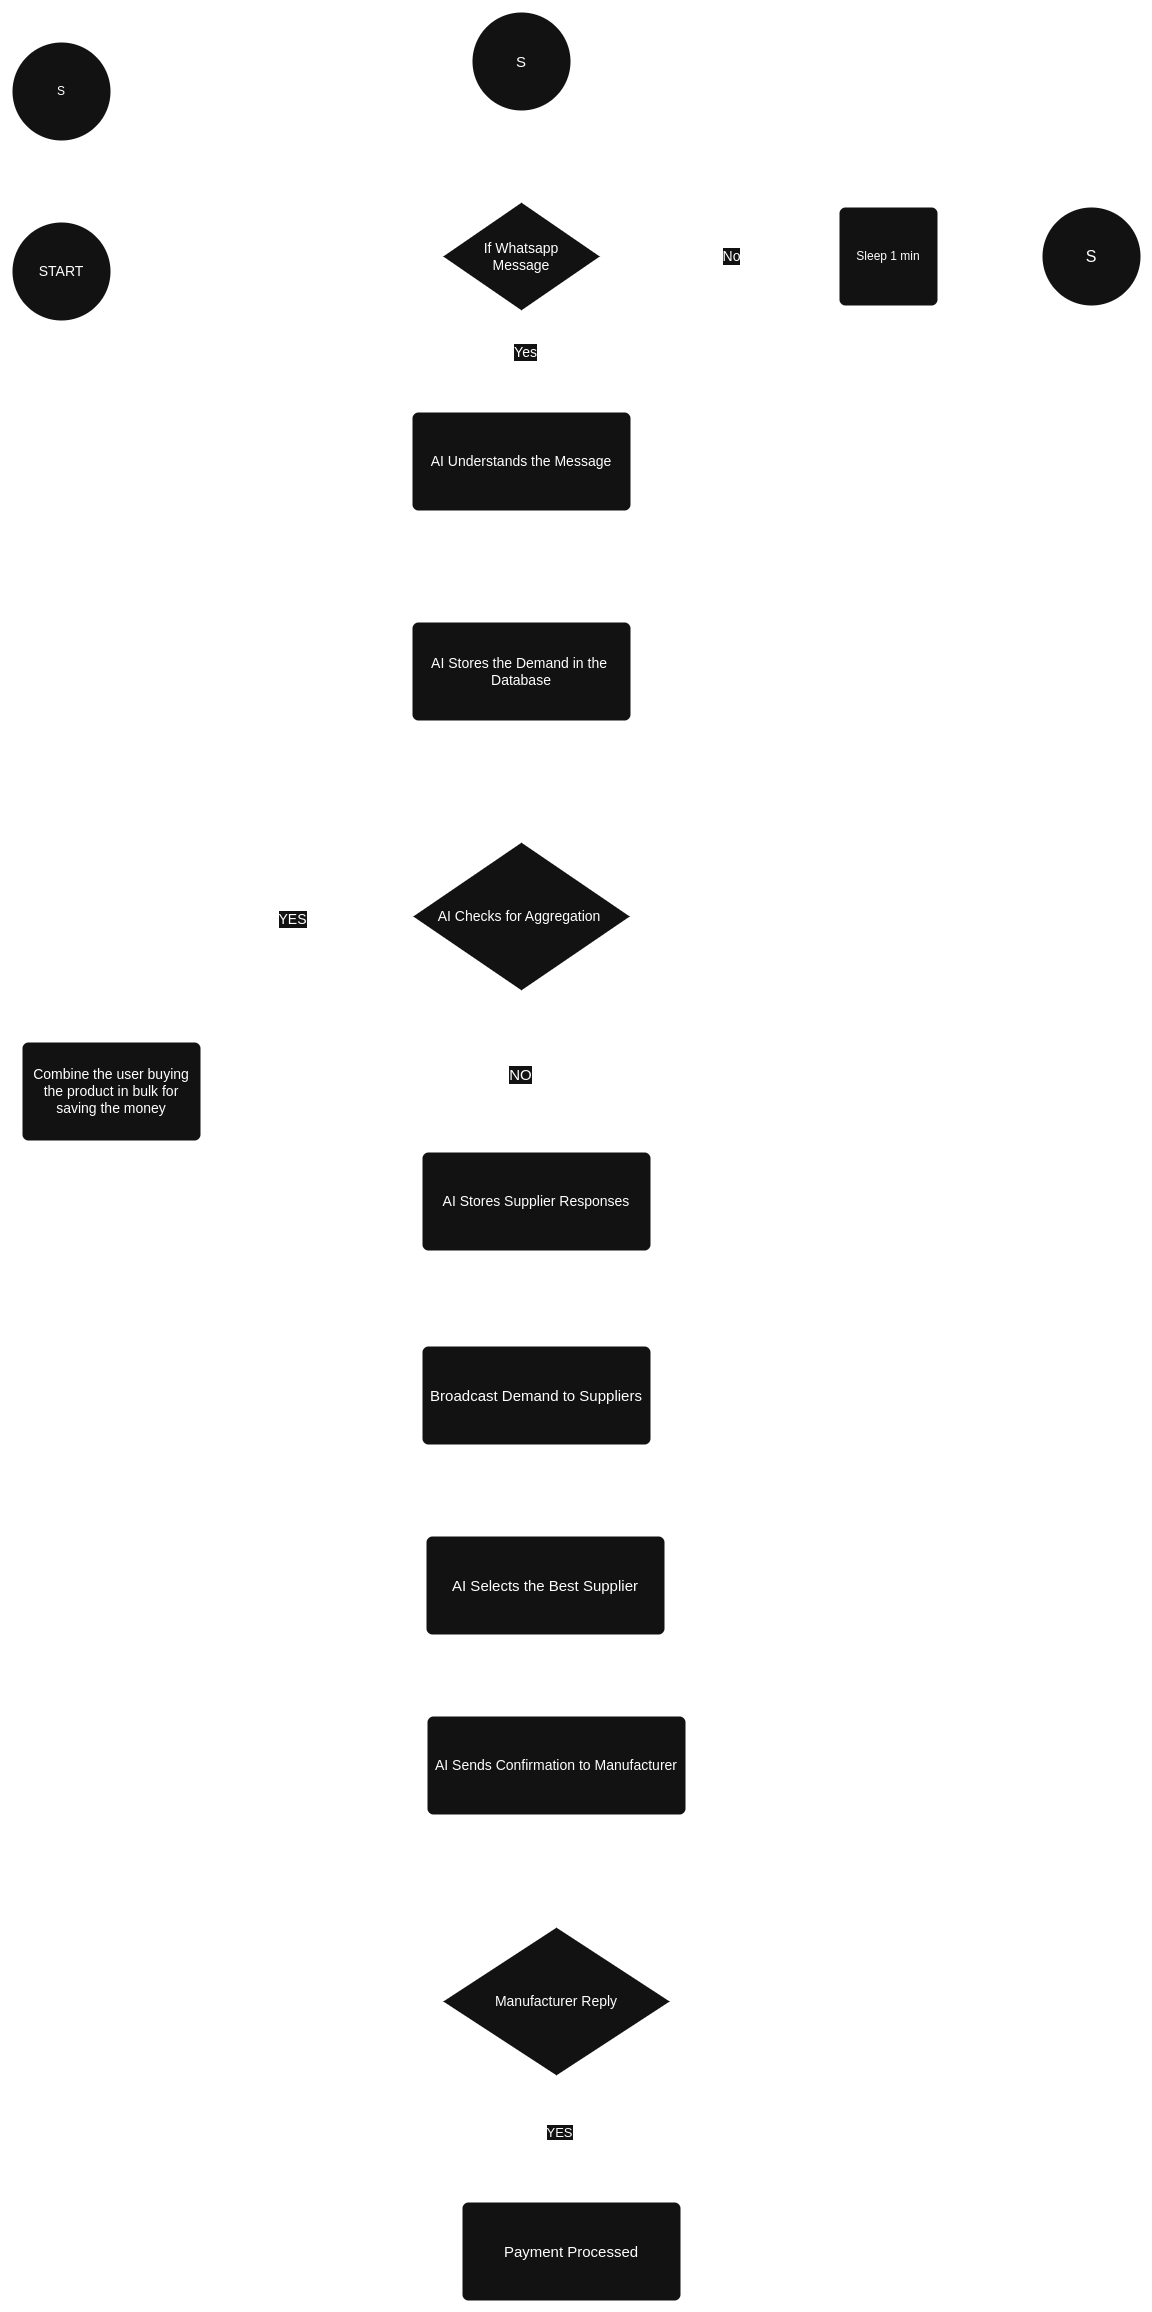 S
S
If Whatsapp
Message
No
Sleep 1 min
S
START
Yes
AI Understands the Message
AI Stores the Demand in the
Database
AI Checks for Aggregation
YES
Combine the user buying
the product in bulk for
saving the money
NO
AI Stores Supplier Responses
Broadcast Demand to Suppliers
AI Selects the Best Supplier
AI Sends Confirmation to Manufacturer
Manufacturer Reply
YES
Payment Processed